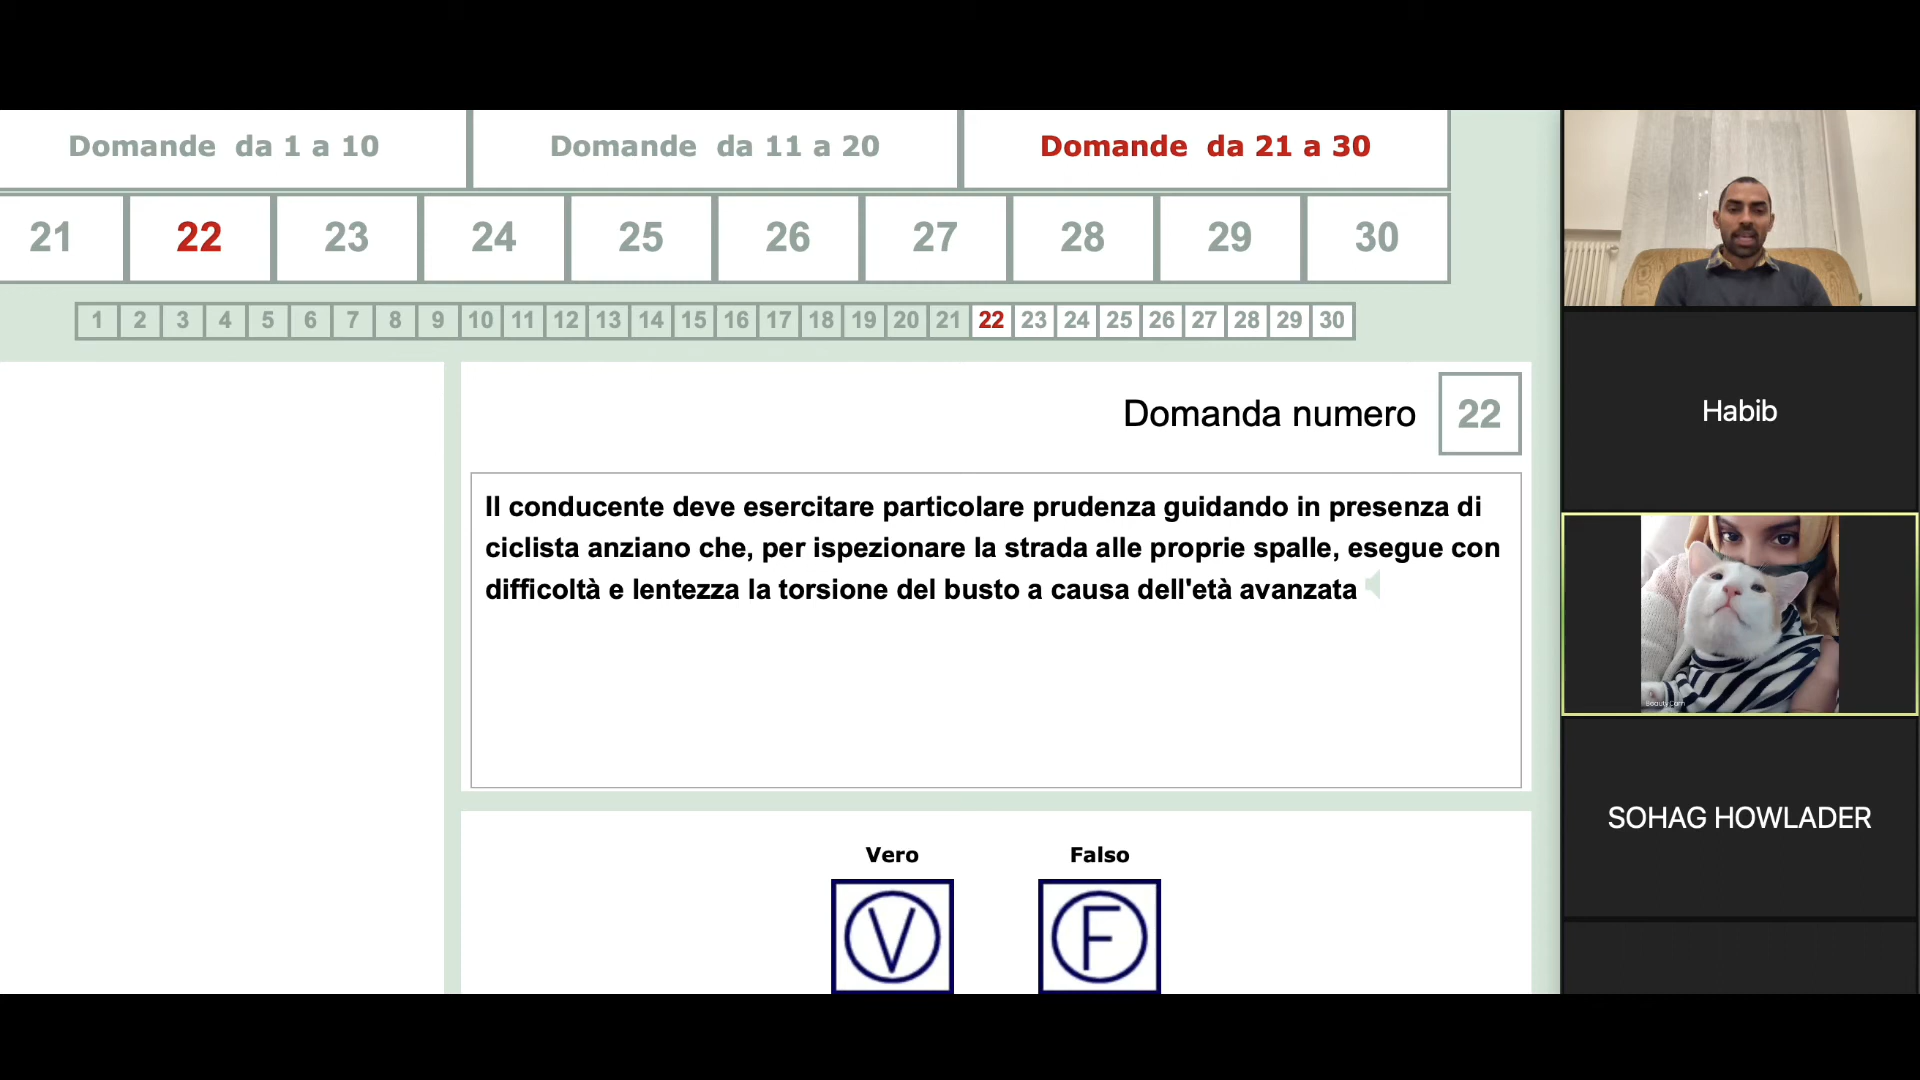 Domande da 1 a 10
Domande da 11 a 20
Domande da 21 a 30
21 22 23 24 25 26 27 28 29 30
1 2 3 4 5 6 7 8 9 10 11 12 13 14 15 16 17 18 19 20 21 22 23 24 25 26 27 28 29 30
Domanda numero 22
Il conducente deve esercitare particolare prudenza guidando in presenza di
ciclista anziano che, per ispezionare la strada alle proprie spalle, esegue con
difficoltà e lentezza la torsione del busto a causa dell'età avanzata
Vero
Falso
V
F
Habib
BeautyCam
SOHAG HOWLADER